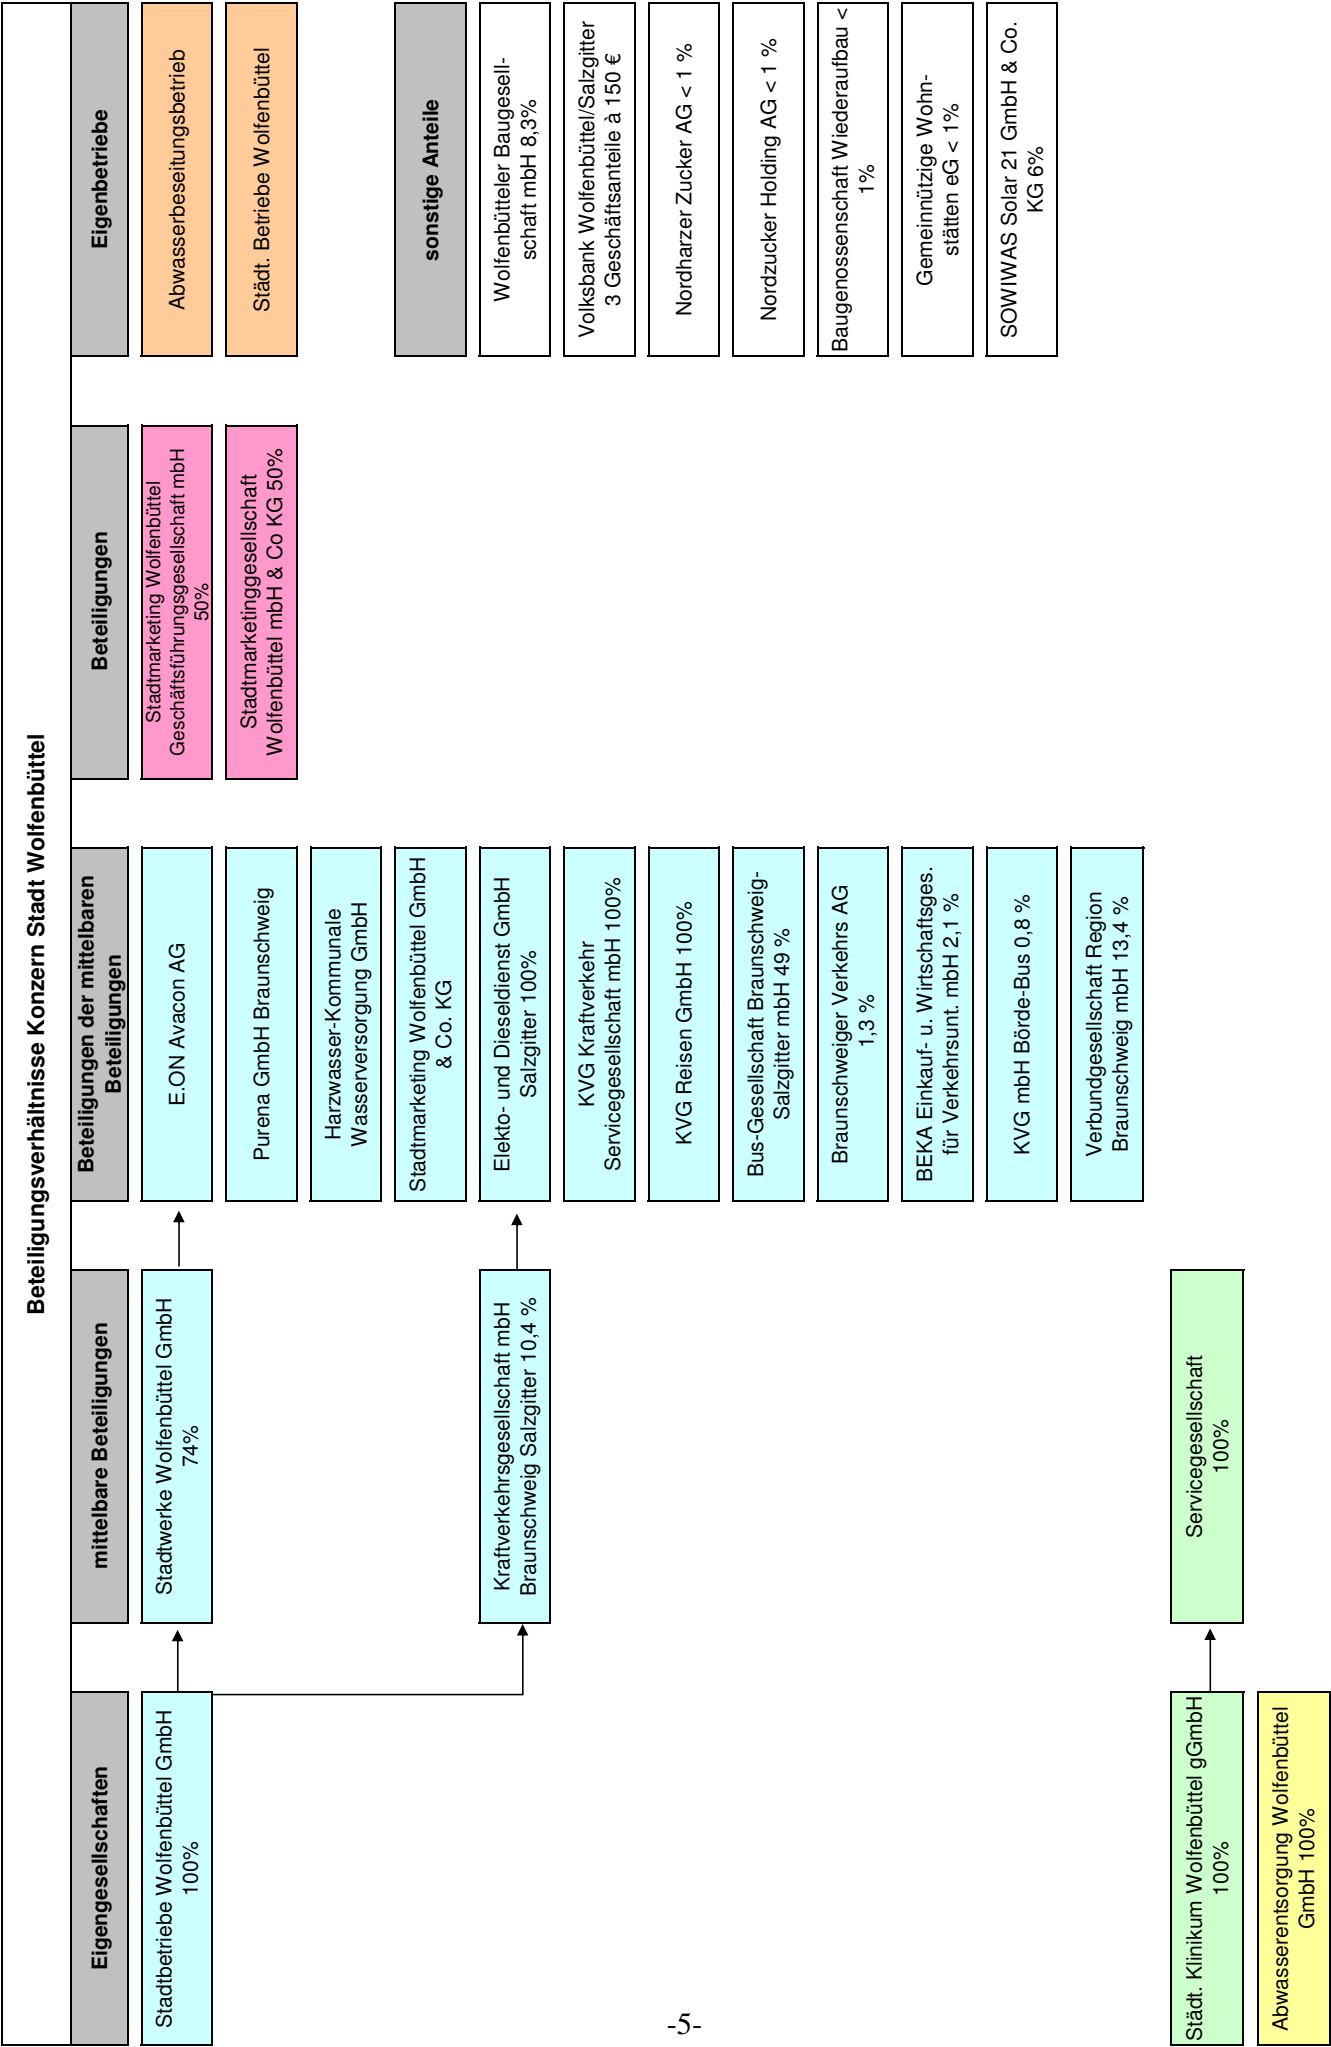 Beteiligungsverhältnisse Konzern Stadt Wolfenbüttel
Eigengesellschaften
mittelbare Beteiligungen
Beteiligungen der mittelbaren
Beteiligungen
Beteiligungen
Eigenbetriebe
Stadtbetriebe Wolfenbüttel GmbH
100%
Stadtwerke Wolfenbüttel GmbH
74%
E.ON Avacon AG
Stadtmarketing Wolfenbüttel
Geschäftsführungsgesellschaft mbH
50%
Abwasserbeseitungsbetrieb
Purena GmbH Braunschweig
Stadtmarketinggesellschaft
Wolfenbüttel mbH & Co KG 50%
Städt. Betriebe Wolfenbüttel
Harzwasser-Kommunale
Wasserversorgung GmbH
Stadtmarketing Wolfenbüttel GmbH
& Co. KG
sonstige Anteile
Kraftverkehrsgesellschaft mbH
Braunschweig Salzgitter 10,4 %
Elekto- und Dieseldienst GmbH
Salzgitter 100%
Wolfenbütteler Baugesell-
schaft mbH 8,3%
KVG Kraftverkehr
Servicegesellschaft mbH 100%
Volksbank Wolfenbüttel/Salzgitter
3 Geschäftsanteile à 150 €
KVG Reisen GmbH 100%
Nordharzer Zucker AG < 1 %
Bus-Gesellschaft Braunschweig-
Salzgitter mbH 49 %
Nordzucker Holding AG < 1 %
Braunschweiger Verkehrs AG
1,3 %
Baugenossenschaft Wiederaufbau <
1%
BEKA Einkauf- u. Wirtschaftsges.
für Verkehrsunt. mbH 2,1 %
Gemeinnützige Wohn-
stätten eG < 1%
KVG mbH Börde-Bus 0,8 %
SOWIWAS Solar 21 GmbH & Co.
KG 6%
Verbundgesellschaft Region
Braunschweig mbH 13,4 %
Städt. Klinikum Wolfenbüttel gGmbH
100%
Servicegesellschaft
100%
Abwasserentsorgung Wolfenbüttel
GmbH 100%
-5-